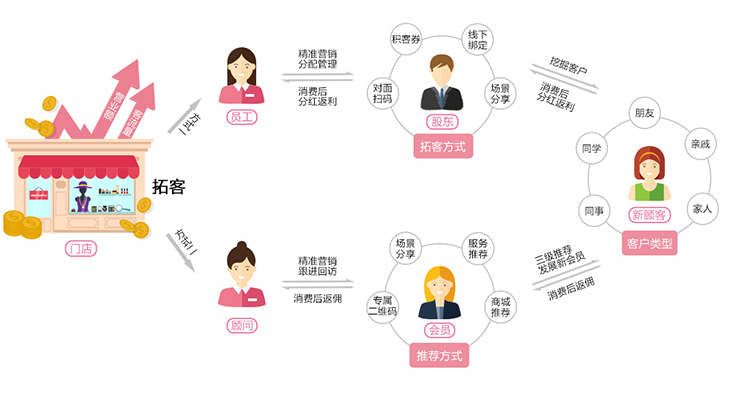 营业额
客流量
拓客
门店
方式一
方式二
员工
精准营销
分配管理
消费后
分红返利
积客券
线下
绑定
对面
扫码
场景
分享
股东
拓客方式
挖掘客户
消费后
分红返利
朋友
同学
亲戚
同事
家人
新顾客
客户类型
顾问
精准营销
跟进回访
消费后返佣
场景
分享
服务
推荐
专属
二维码
商城
推荐
会员
推荐方式
三级推荐
发展新会员
消费后返佣